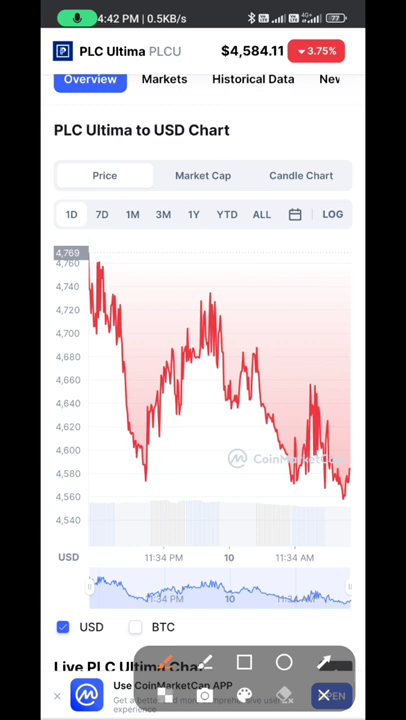 4:42 PM | 0.5KB/s 77
PLC Ultima PLCU $4,584.11 3.75%
Overview Markets Historical Data
PLC Ultima to USD Chart
Price Market Cap Candle Chart
1D 7D 1M 3M 1Y YTD ALL LOG
4,769
4,760
4,740
4,720
4,700
4,680
4,660
4,640
4,620
4,600
4,580
4,560
4,540
CoinMarketCap
USD 11:34 PM 10 11:34 AM
11:34 PM 10 11:34 AM
USD BTC
Live PLC Ultima Chart
Use CoinMarketCap APP
experience